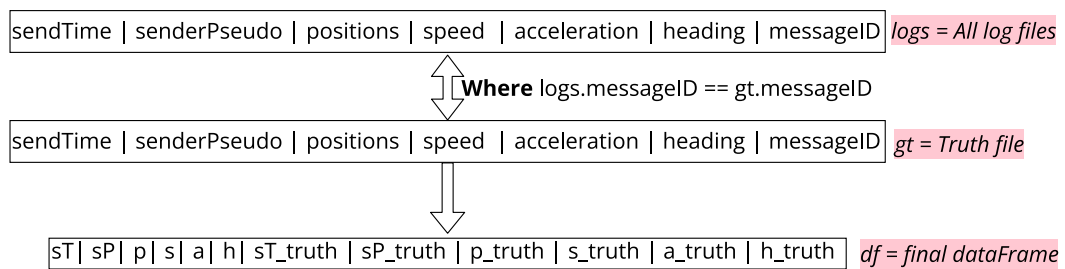 sendTime | senderPseudo | positions | speed | acceleration | heading | messageID logs = All log files
Where logs.messageID == gt.messageID
sendTime | senderPseudo | positions | speed | acceleration | heading | messageID gt = Truth file
sT| sP| p | s| a| h| sT_truth | sP_truth | p_truth | s_truth | a_truth | h_truth df = final dataFrame